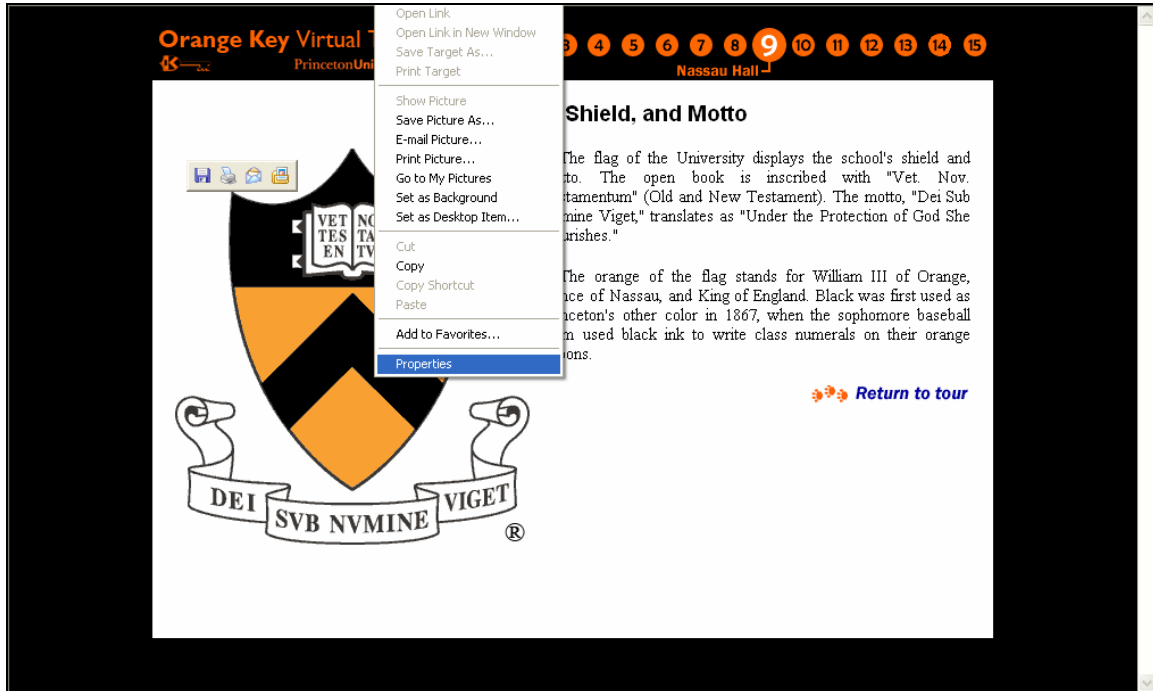 Orange Key Virtual T
PrincetonUni
3 4 5 6 7 8 9 10 11 12 13 14 15
Nassau Hall
Open Link
Open Link in New Window
Save Target As...
Print Target
Show Picture
Save Picture As...
E-mail Picture...
Print Picture...
Go to My Pictures
Set as Background
Set as Desktop Item...
Cut
Copy
Copy Shortcut
Paste
Add to Favorites...
Properties
Shield, and Motto
The flag of the University displays the school's shield and
tto. The open book is inscribed with "Vet. Nov.
stamentum" (Old and New Testament). The motto, "Dei Sub
mine Viget," translates as "Under the Protection of God She
urishes."
The orange of the flag stands for William III of Orange,
nce of Nassau, and King of England. Black was first used as
nceton's other color in 1867, when the sophomore baseball
m used black ink to write class numerals on their orange
ons.
Return to tour
VET NO
TES TA
EN TV
DEI SVB NVMINE VIGET
®